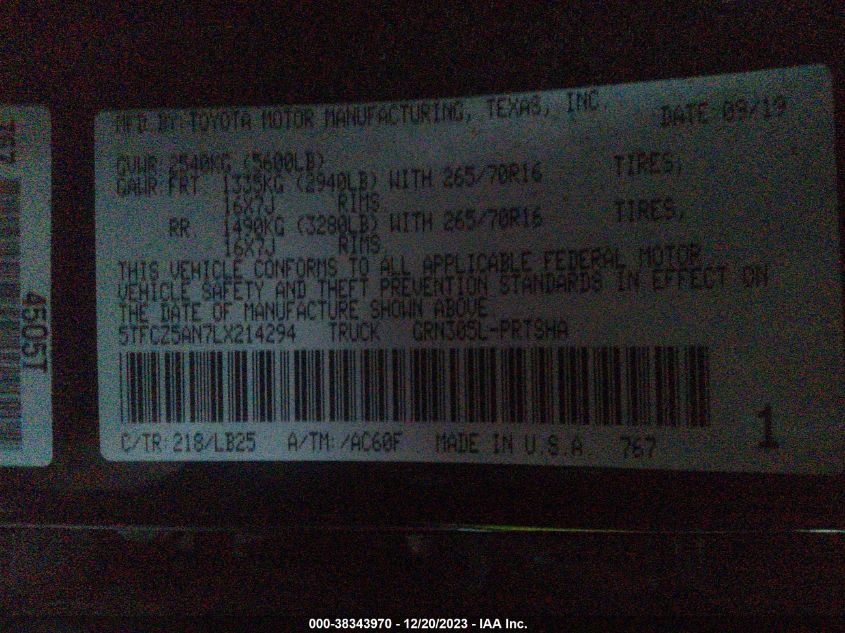 MFD.BY:TOYOTA MOTOR MANUFACTURING, TEXAS, INC. DATE 09/19
GVWR 2540KG (5600LB)
GAWR FRT 1335KG (2940LB) WITH 265/70R16 TIRES,
16X7J RIMS,
RR 1490KG (3280LB) WITH 265/70R16 TIRES,
16X7J RIMS,
THIS VEHICLE CONFORMS TO ALL APPLICABLE FEDERAL MOTOR
VEHICLE SAFETY AND THEFT PREVENTION STANDARDS IN EFFECT ON
THE DATE OF MANUFACTURE SHOWN ABOVE.
5TFCZ5AN7LX214294 TRUCK GRN305L-PRTSHA
C/TR:218/LB25 A/TM:/AC60F MADE IN U.S.A 767 1
767
4505T
000-38343970 - 12/20/2023 - IAA Inc.